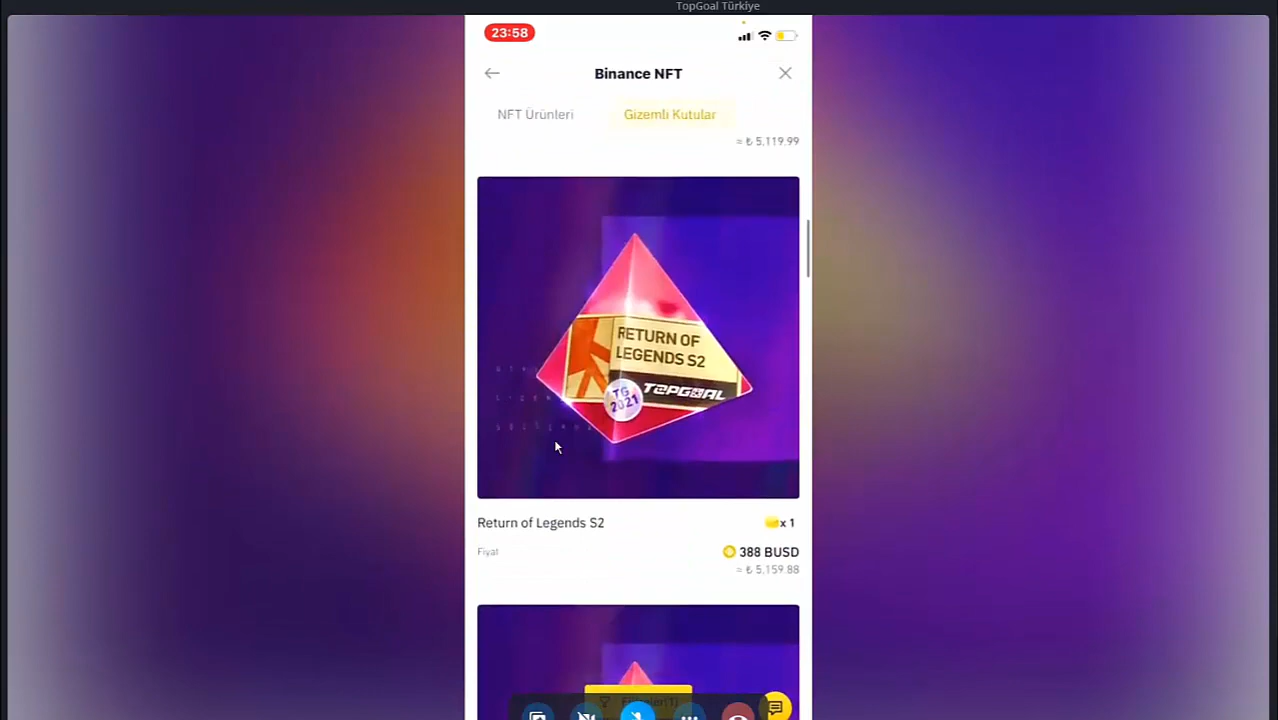 TopGoal Türkiye
23:58
Binance NFT
NFT Ürünleri
Gizemli Kutular
≈ ₺ 5.119.99
RETURN OF
LEGENDS S2
TG
2021
TOPGOAL
Return of Legends S2
x 1
Fiyat
388 BUSD
≈ ₺ 5.159.88